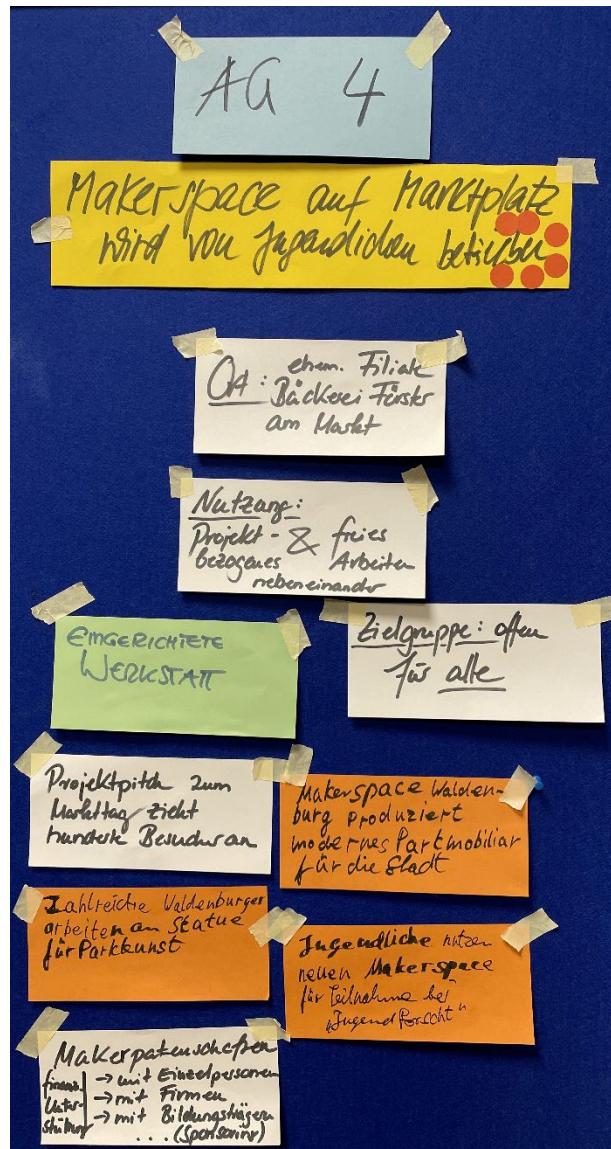 AG 4
Makerspace auf Marktplatz
wird von Jugendlichen betrieben
Ort: ehem. Filiale
Bäckerei Förster
am Markt
Nutzung:
Projekt- & freies
bezogenes Arbeiten
nebeneinander
EINGERICHTETE
WERKSTATT
Zielgruppe: offen
für alle
Projektpitch zum
Markttag zieht
hunderte Besucher an
Makerspace Walden-
burg produziert
modernes Parkmobiliar
für die Stadt
Zahlreiche Waldenburger
arbeiten an Statue
für Parkkunst
Jugendliche nutzen
neuen Makerspace
für Teilnahme bei
„Jugend forscht"
Makerpatenschaften
finanz. → mit Einzelpersonen
Unter- → mit Firmen
stützung → mit Bildungsträgern
... (Sponsoring)